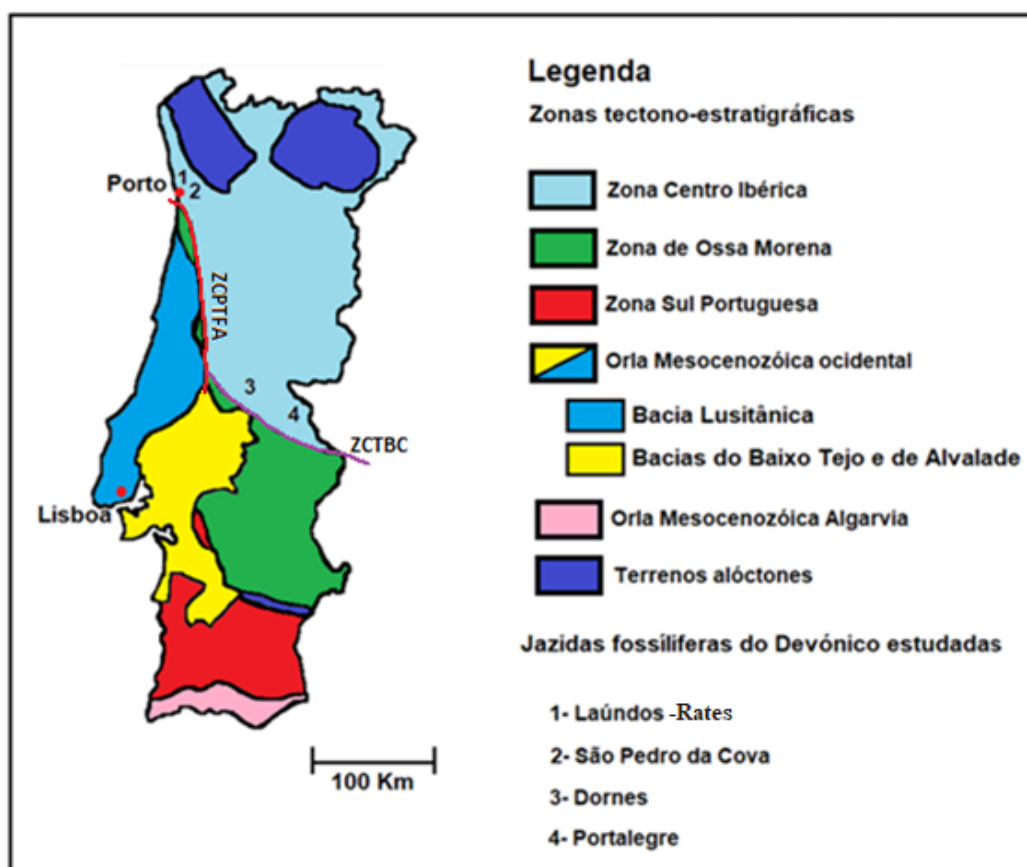 Legenda
Zonas tectono-estratigráficas
Zona Centro Ibérica
Zona de Ossa Morena
Zona Sul Portuguesa
Orla Mesocenozóica ocidental
Bacia Lusitânica
Bacias do Baixo Tejo e de Alvalade
Orla Mesocenozóica Algarvia
Terrenos alóctones
Jazidas fossíliferas do Devónico estudadas
1- Laúndos -Rates
2- São Pedro da Cova
3- Dornes
4- Portalegre
Porto
1
2
ZCPTFA
3
4
ZCTBC
Lisboa
100 Km